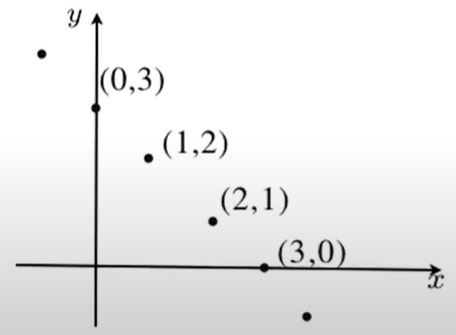 y
(0,3)
(1,2)
(2,1)
(3,0)
x